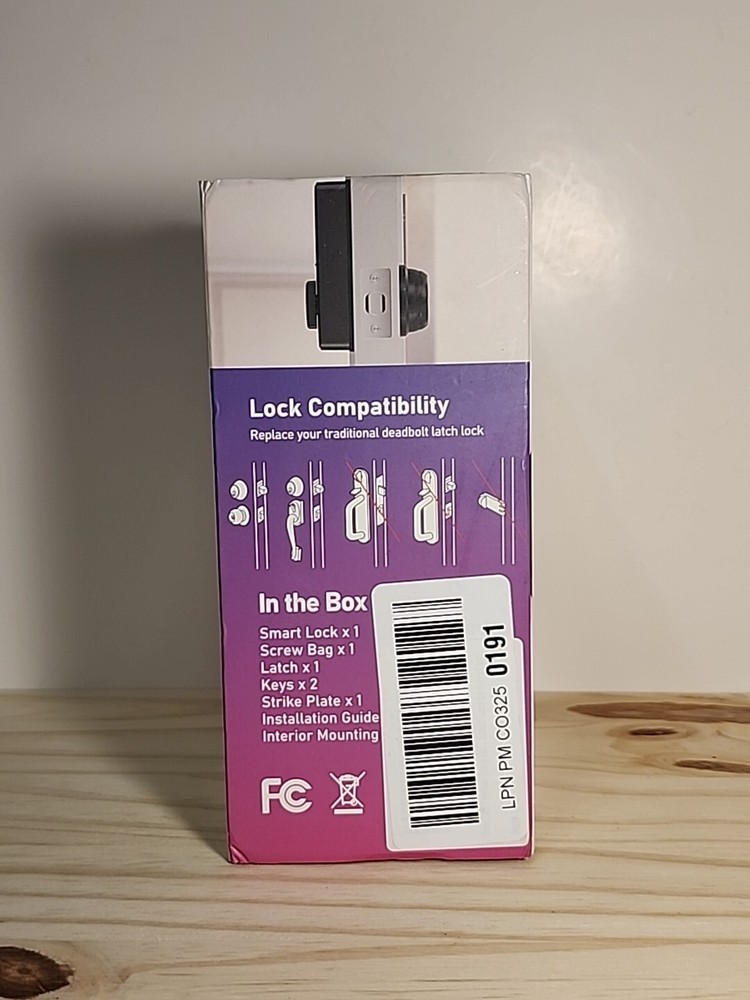 Lock Compatibility
Replace your traditional deadbolt latch lock
In the Box
Smart Lock x 1
Screw Bag x 1
Latch x 1
Keys x 2
Strike Plate x 1
Installation Guide
Interior Mounting
FC
LPN PM CO325 0191